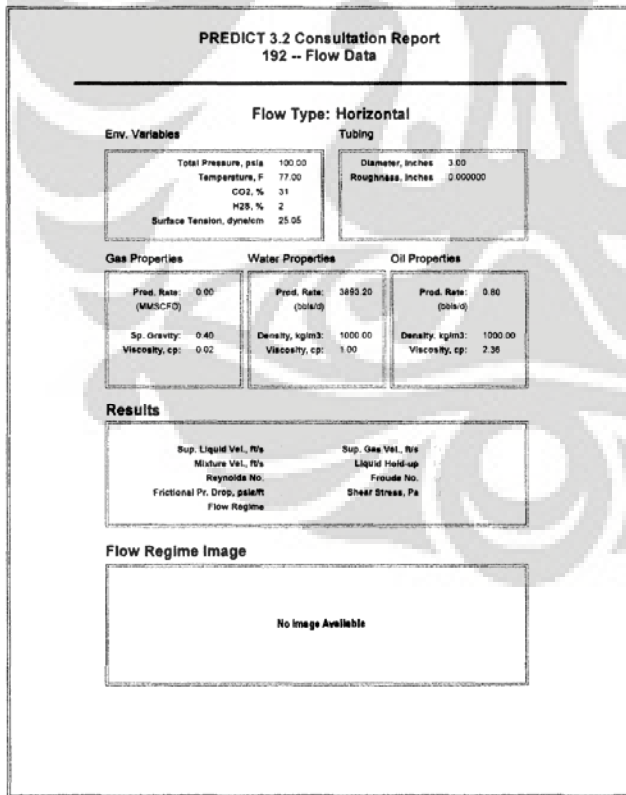 PREDICT 3.2 Consultation Report
192 -- Flow Data
Flow Type: Horizontal
Env. Variables
Total Pressure, psia 100.00
Temperature, F 77.00
CO2, % 31
H2S, % 2
Surface Tension, dyne/cm 25.05
Tubing
Diameter, Inches 3.00
Roughness, Inches 0.000000
Gas Properties
Prod. Rate: 0.00
(MMSCFD)
Sp. Gravity: 0.40
Viscosity, cp: 0.02
Water Properties
Prod. Rate: 3893.20
(bbls/d)
Density, kg/m3: 1000.00
Viscosity, cp: 1.00
Oil Properties
Prod. Rate: 0.80
(bbls/d)
Density, kg/m3: 1000.00
Viscosity, cp: 2.36
Results
Sup. Liquid Vel., ft/s
Mixture Vel., ft/s
Reynolds No.
Frictional Pr. Drop, psia/ft
Flow Regime
Sup. Gas Vel., ft/s
Liquid Hold-up
Froude No.
Shear Stress, Pa
Flow Regime Image
No Image Available